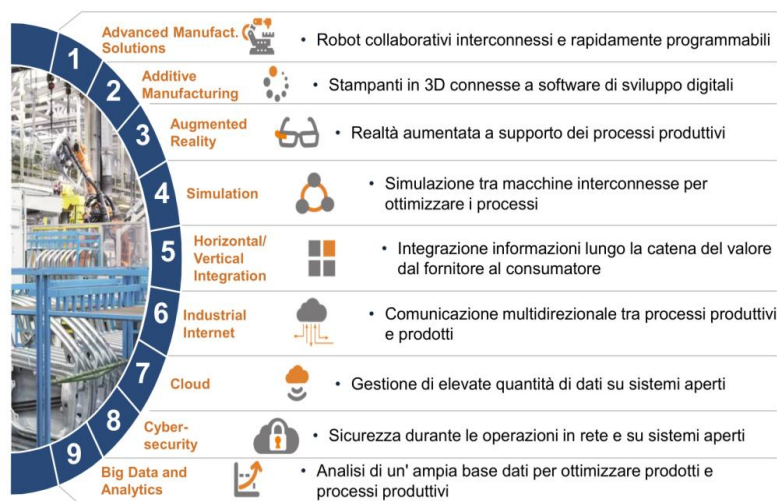 1
Advanced Manufact.
Solutions
• Robot collaborativi interconnessi e rapidamente programmabili
2
Additive
Manufacturing
• Stampanti in 3D connesse a software di sviluppo digitali
3
Augmented
Reality
• Realtà aumentata a supporto dei processi produttivi
4
Simulation
• Simulazione tra macchine interconnesse per
ottimizzare i processi
5
Horizontal/
Vertical
Integration
• Integrazione informazioni lungo la catena del valore
dal fornitore al consumatore
6
Industrial
Internet
• Comunicazione multidirezionale tra processi produttivi
e prodotti
7
Cloud
• Gestione di elevate quantità di dati su sistemi aperti
8
Cyber-
security
• Sicurezza durante le operazioni in rete e su sistemi aperti
9
Big Data and
Analytics
• Analisi di un' ampia base dati per ottimizzare prodotti e
processi produttivi